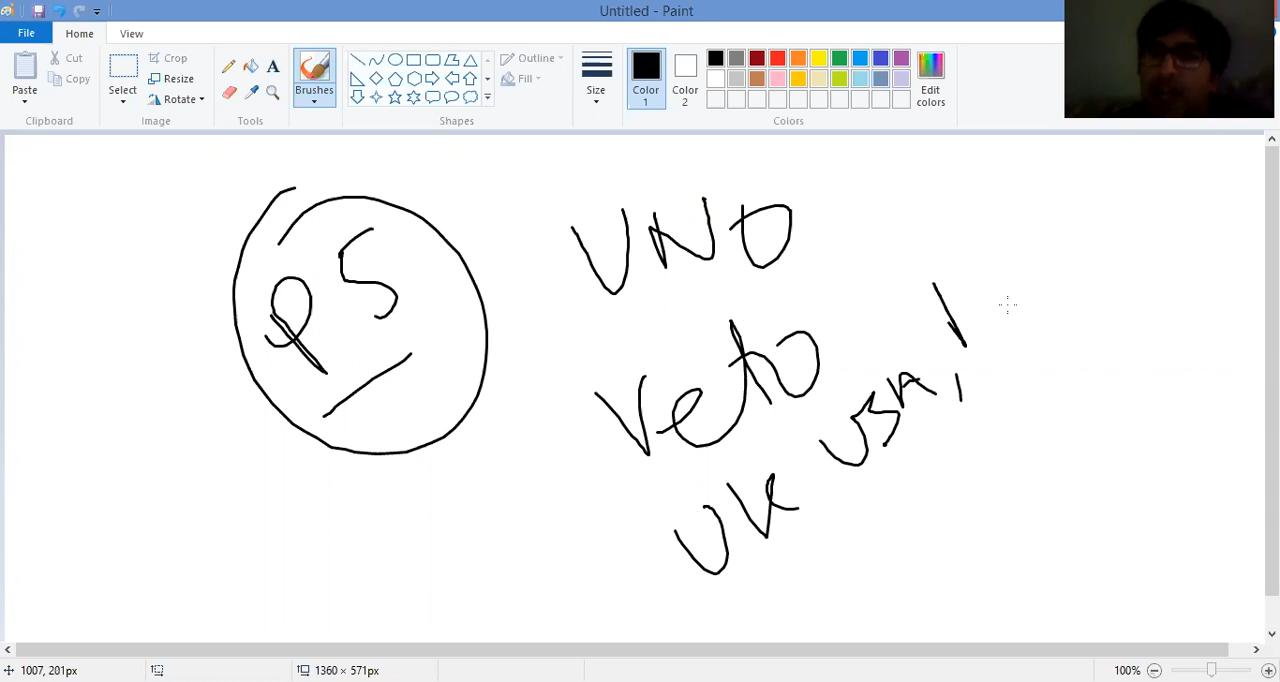 Untitled - Paint
File
Home
View
Paste
Cut
Copy
Clipboard
Select
Crop
Resize
Rotate
Image
A
Tools
Brushes
Outline
Fill
Shapes
Size
Color 1
Color 2
Edit colors
Colors
P5
UNO
Veto
UK USA
1007, 201px
1360 × 571px
100%